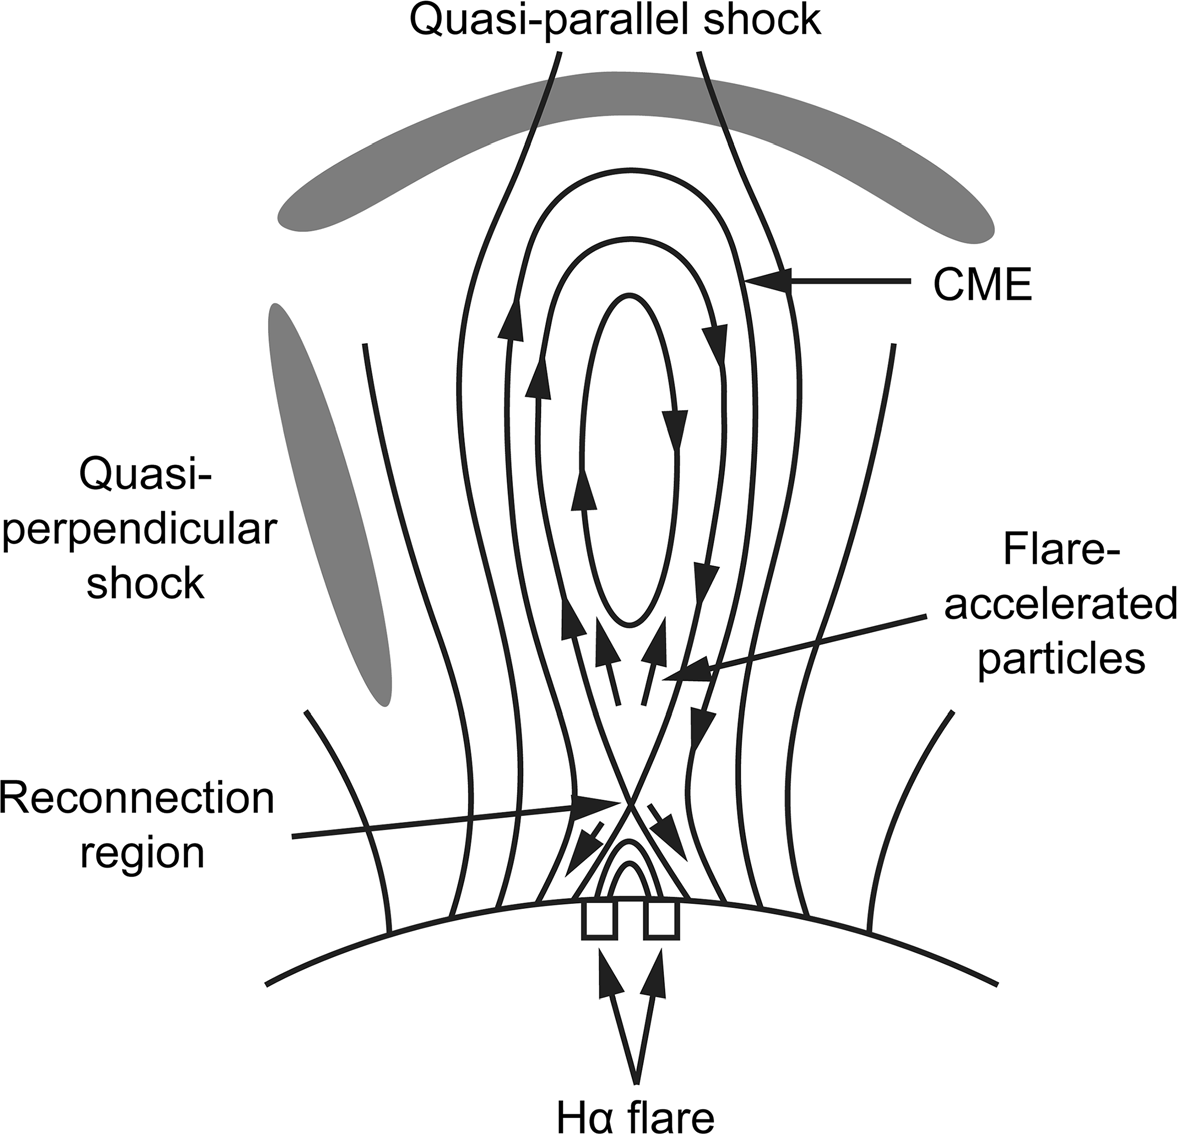 Quasi-parallel shock
CME
Quasi-
perpendicular
shock
Flare-
accelerated
particles
Reconnection
region
Hα flare